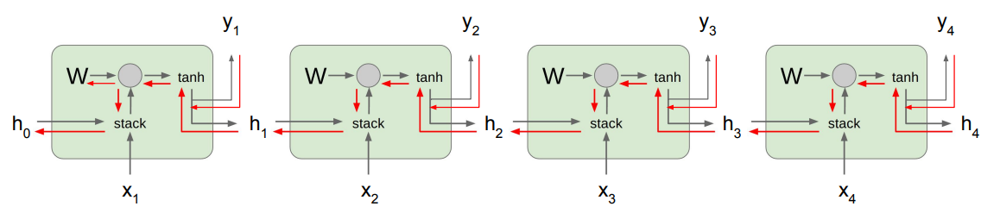 y1 y2 y3 y4
W tanh W tanh W tanh W tanh
h0 stack h1 stack h2 stack h3 stack h4
x1 x2 x3 x4